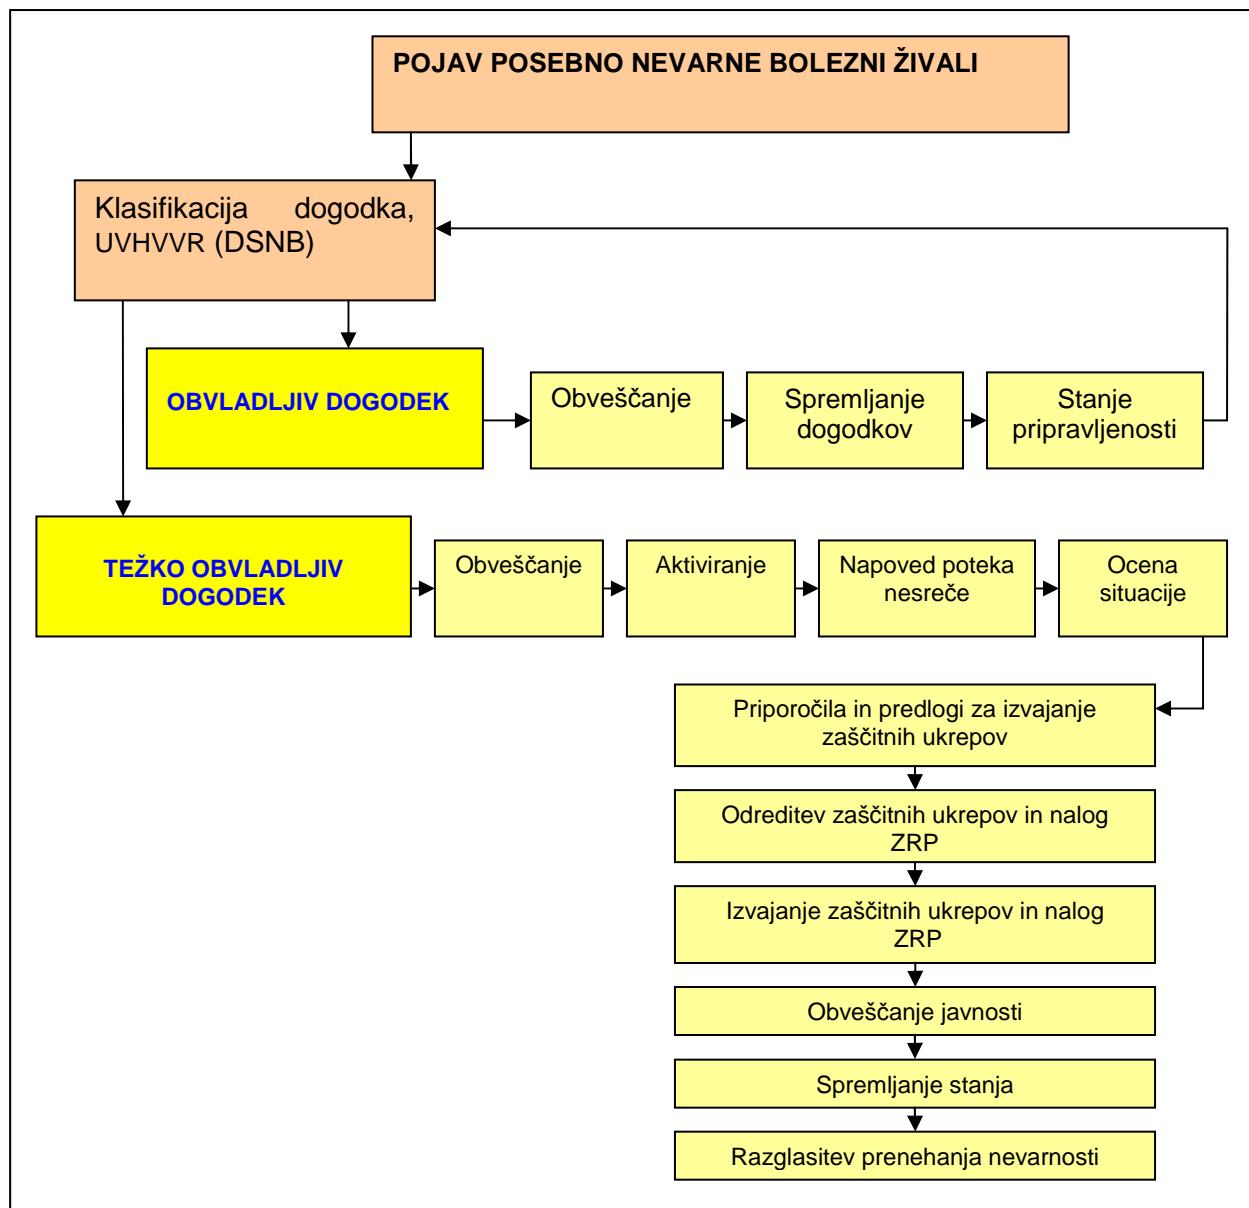 POJAV POSEBNO NEVARNE BOLEZNI ŽIVALI
Klasifikacija dogodka,
UVHVVR (DSNB)
OBVLADLJIV DOGODEK
Obveščanje
Spremljanje
dogodkov
Stanje
pripravljenosti
TEŽKO OBVLADLJIV
DOGODEK
Obveščanje
Aktiviranje
Napoved poteka
nesreče
Ocena
situacije
Priporočila in predlogi za izvajanje
zaščitnih ukrepov
Odreditev zaščitnih ukrepov in nalog
ZRP
Izvajanje zaščitnih ukrepov in nalog
ZRP
Obveščanje javnosti
Spremljanje stanja
Razglasitev prenehanja nevarnosti